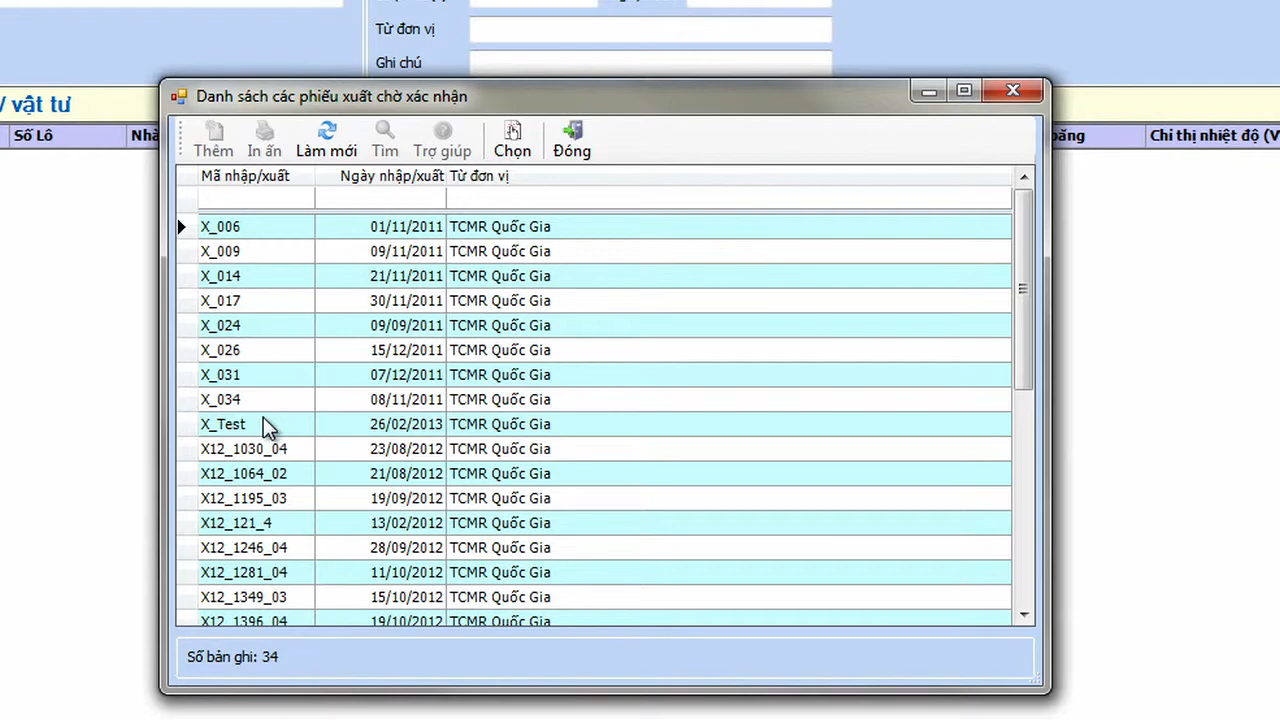 Từ đơn vị
Ghi chú
/ vật tư
Số Lô
Chỉ thị nhiệt độ (V
Danh sách các phiếu xuất chờ xác nhận
Thêm In ấn Làm mới Tìm Trợ giúp Chọn Đóng
Mã nhập/xuất Ngày nhập/xuất Từ đơn vị
X_006 01/11/2011 TCMR Quốc Gia
X_009 09/11/2011 TCMR Quốc Gia
X_014 21/11/2011 TCMR Quốc Gia
X_017 30/11/2011 TCMR Quốc Gia
X_024 09/09/2011 TCMR Quốc Gia
X_026 15/12/2011 TCMR Quốc Gia
X_031 07/12/2011 TCMR Quốc Gia
X_034 08/11/2011 TCMR Quốc Gia
X_Test 26/02/2013 TCMR Quốc Gia
X12_1030_04 23/08/2012 TCMR Quốc Gia
X12_1064_02 21/08/2012 TCMR Quốc Gia
X12_1195_03 19/09/2012 TCMR Quốc Gia
X12_121_4 13/02/2012 TCMR Quốc Gia
X12_1246_04 28/09/2012 TCMR Quốc Gia
X12_1281_04 11/10/2012 TCMR Quốc Gia
X12_1349_03 15/10/2012 TCMR Quốc Gia
X12_1396_04 19/10/2012 TCMR Quốc Gia
Số bản ghi: 34